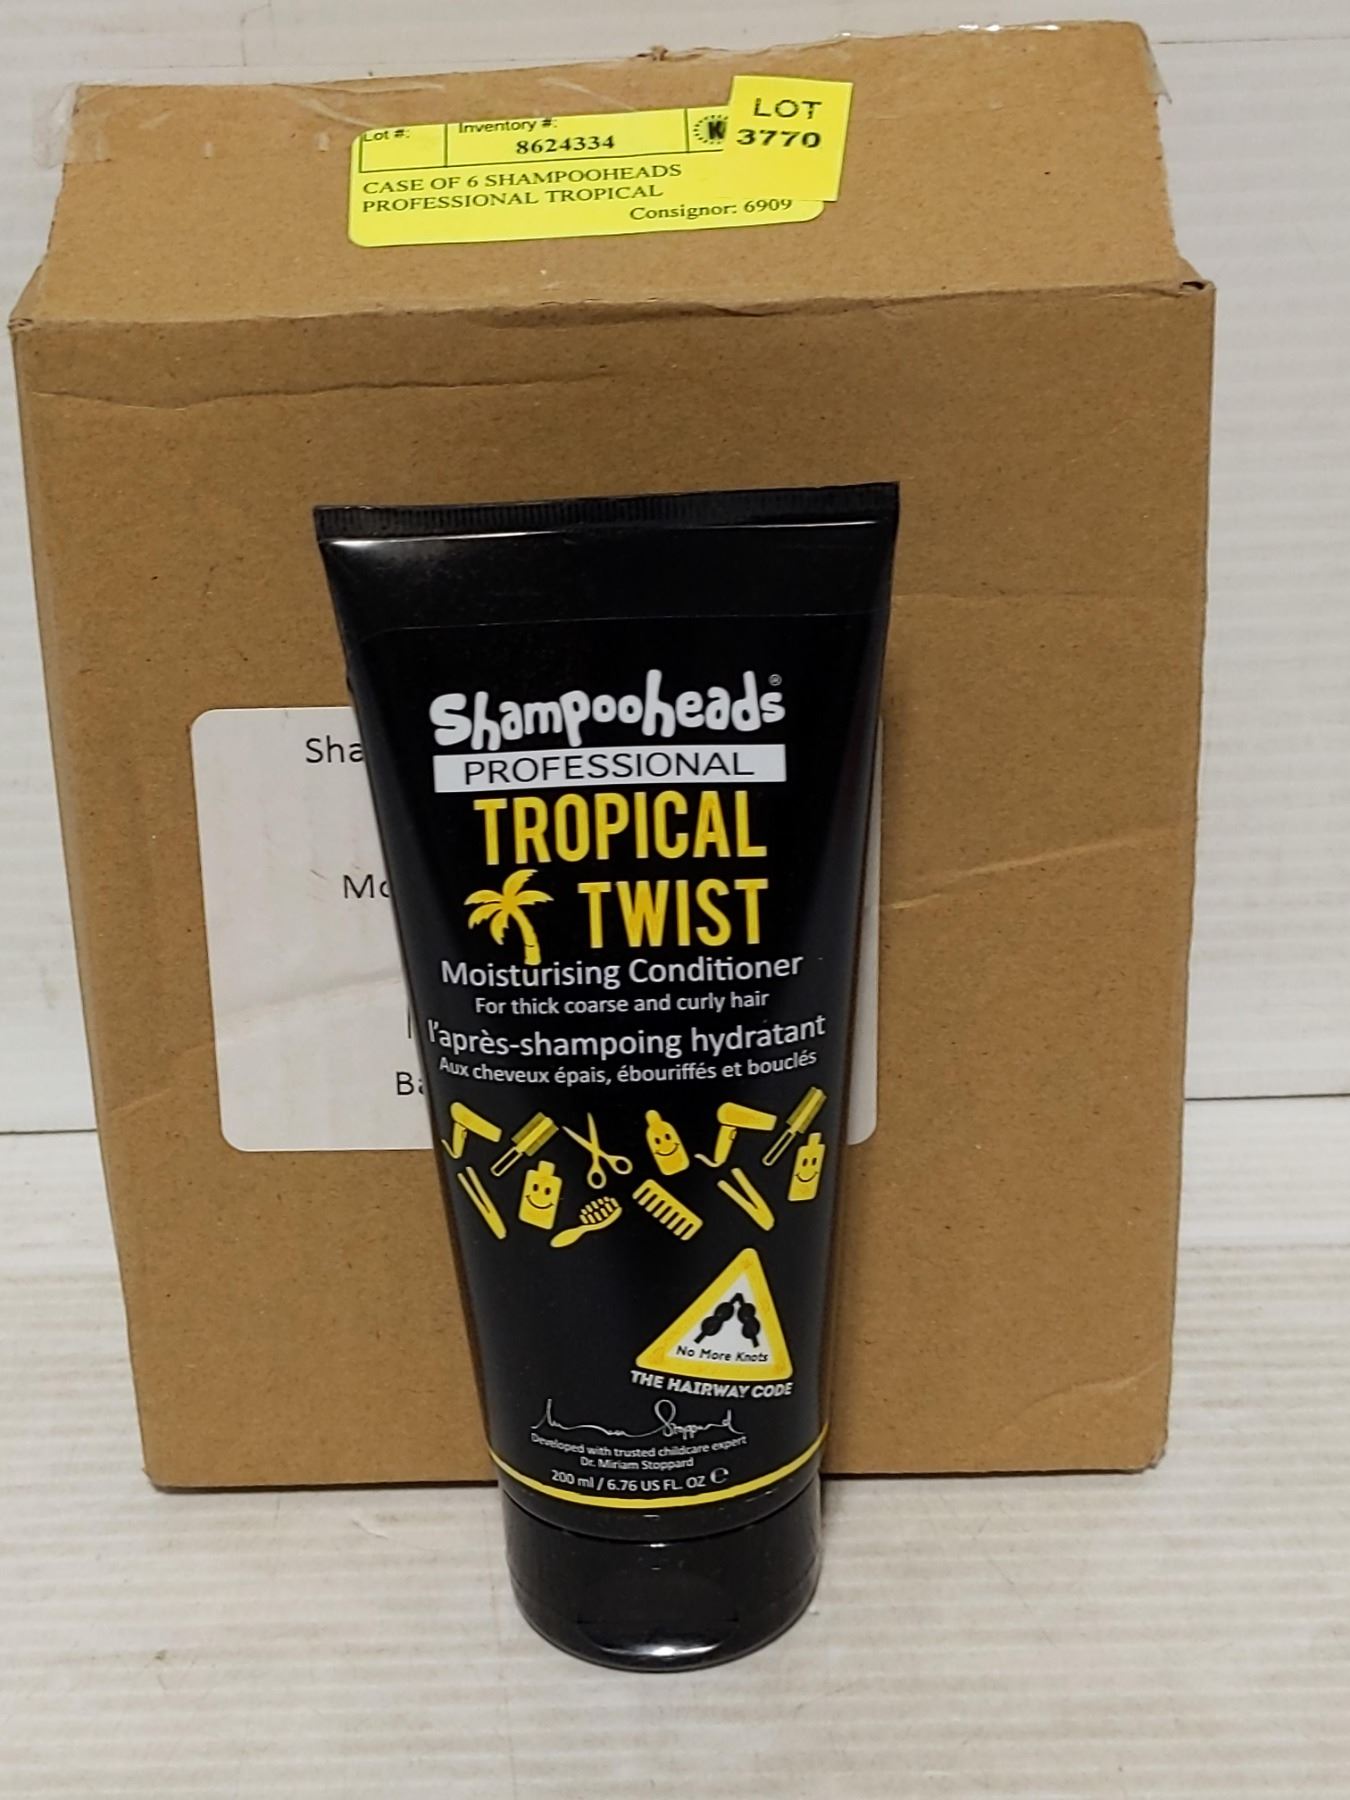 Lot #:
Inventory #:
8624334
K
LOT
3770
CASE OF 6 SHAMPOOHEADS
PROFESSIONAL TROPICAL
Consignor: 6909
Shampooheads®
PROFESSIONAL
TROPICAL
TWIST
Moisturising Conditioner
For thick coarse and curly hair
l'après-shampoing hydratant
Aux cheveux épais, ébouriffés et bouclés
No More Knots
THE HAIRWAY CODE
Developed with trusted childcare expert
Dr. Miriam Stoppard
200 ml / 6.76 US FL. OZ ℮